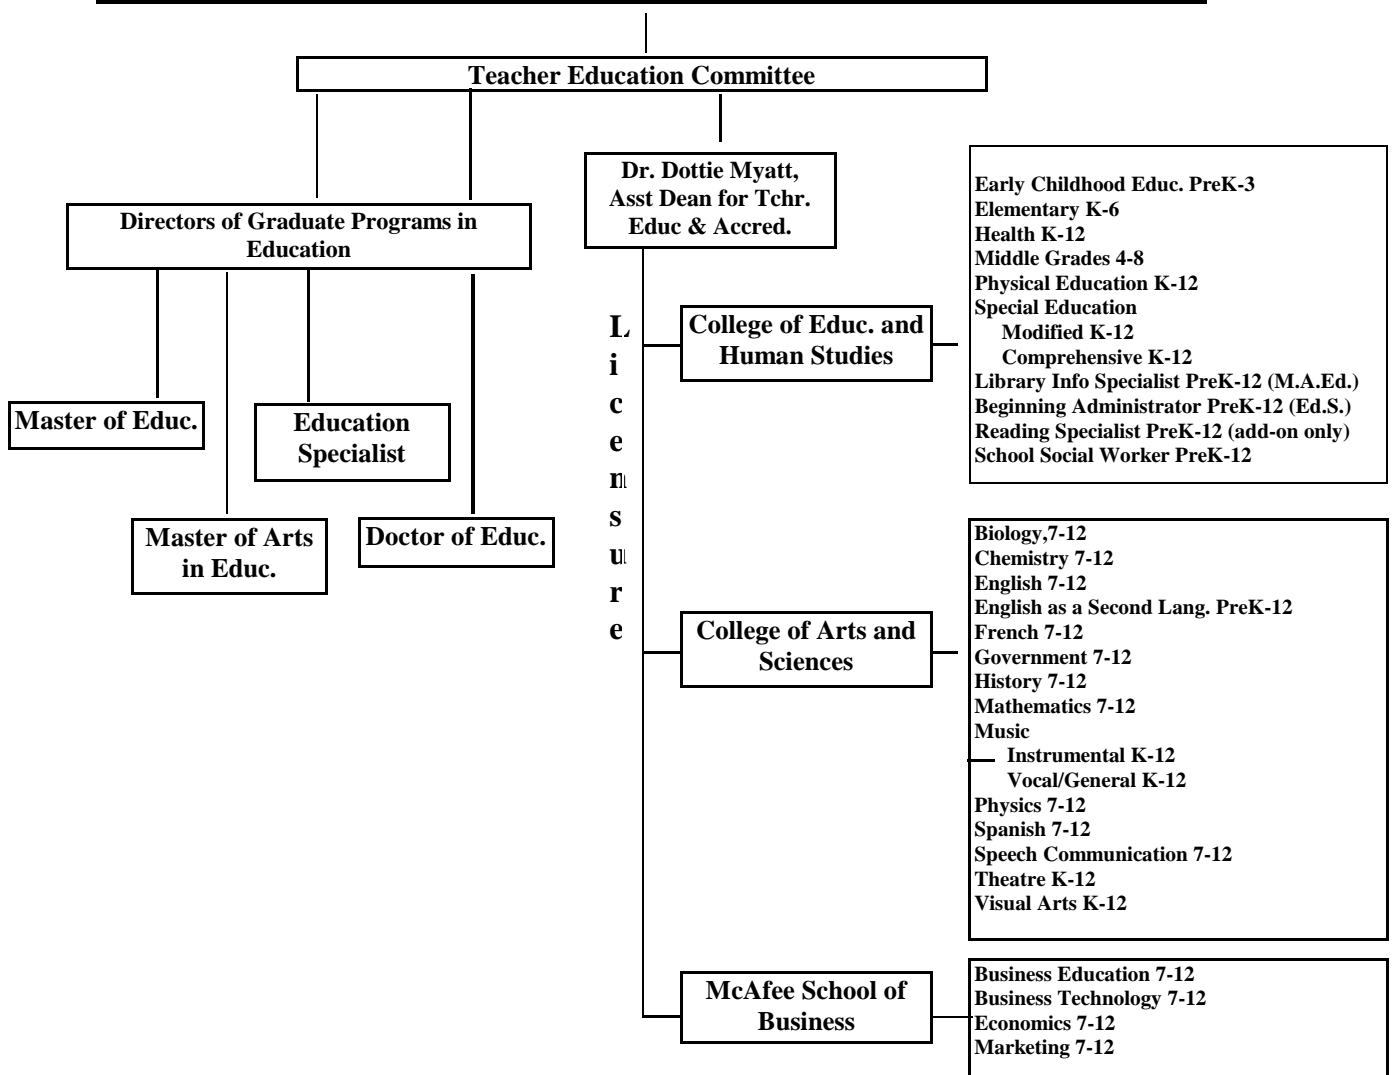 Teacher Education Committee
Dr. Dottie Myatt,
Asst Dean for Tchr.
Educ & Accred.
Directors of Graduate Programs in
Education
Master of Educ.
Education
Specialist
Master of Arts
in Educ.
Doctor of Educ.
L
i
c
e
n
s
u
r
e
College of Educ. and
Human Studies
Early Childhood Educ. PreK-3
Elementary K-6
Health K-12
Middle Grades 4-8
Physical Education K-12
Special Education
Modified K-12
Comprehensive K-12
Library Info Specialist PreK-12 (M.A.Ed.)
Beginning Administrator PreK-12 (Ed.S.)
Reading Specialist PreK-12 (add-on only)
School Social Worker PreK-12
College of Arts and
Sciences
Biology,7-12
Chemistry 7-12
English 7-12
English as a Second Lang. PreK-12
French 7-12
Government 7-12
History 7-12
Mathematics 7-12
Music
Instrumental K-12
Vocal/General K-12
Physics 7-12
Spanish 7-12
Speech Communication 7-12
Theatre K-12
Visual Arts K-12
McAfee School of
Business
Business Education 7-12
Business Technology 7-12
Economics 7-12
Marketing 7-12